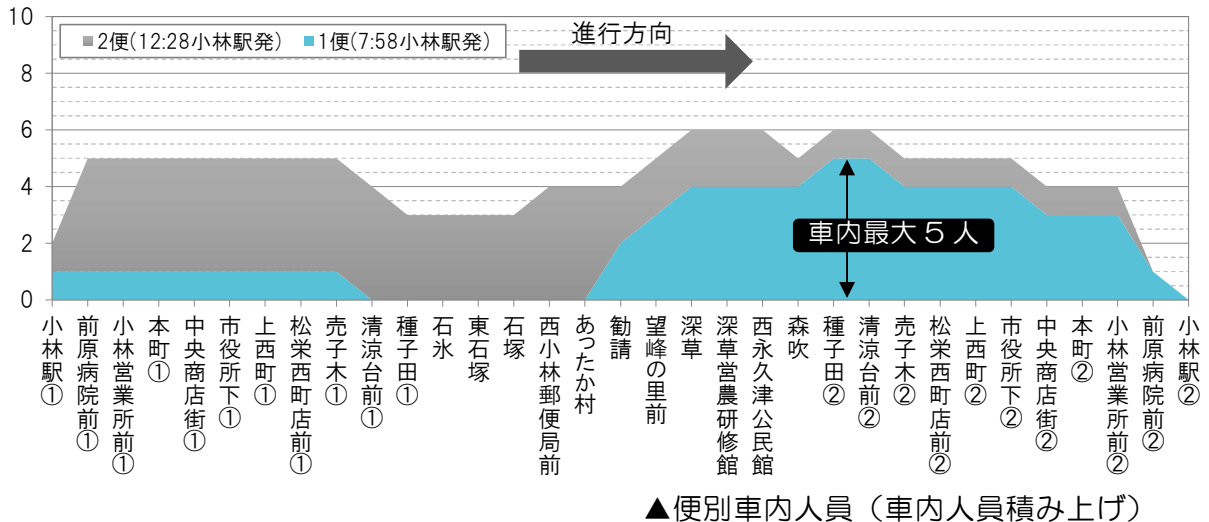 10
8
6
4
2
0
2便(12:28小林駅発) 1便(7:58小林駅発)
進行方向
車内最大5人
小林駅①
前原病院前①
小林営業所前①
本町①
中央商店街①
市役所下①
上西町①
松栄西町店前①
売子木①
清涼台前①
種子田①
石氷
東石塚
石塚
西小林郵便局前
あったか村
勧請
望峰の里前
深草
深草営農研修館
西永久津公民館
森吹
種子田②
清涼台前②
売子木②
松栄西町店前②
上西町②
市役所下②
中央商店街②
本町②
小林営業所前②
前原病院前②
小林駅②
▲便別車内人員（車内人員積み上げ）